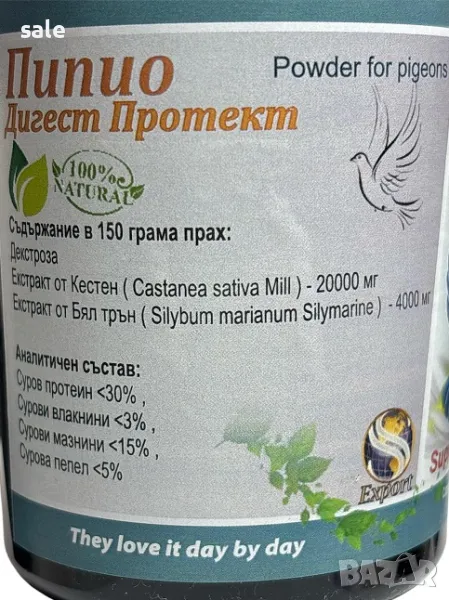 sale
Пипио
Powder for pigeons
Дигест Протект
100%
NATURAL
Съдържание в 150 грама прах:
Декстроза
Екстракт от Кестен ( Castanea sativa Mill ) - 20000 мг
Екстракт от Бял трън ( Silybum marianum Silymarine ) - 4000 мг
Аналитичен състав:
Суров протеин <30% ,
Сурови влакнини <3% ,
Сурови мазнини <15% ,
Сурова пепел <5%
Export
They love it day by day
BAZAR